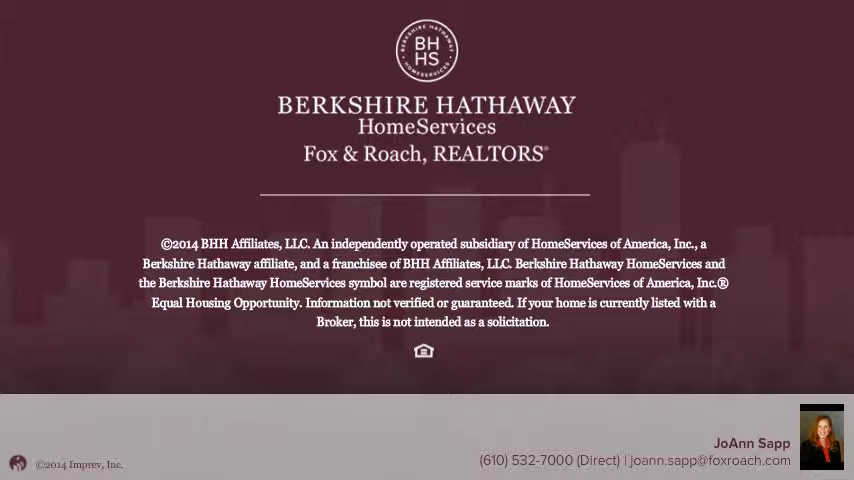 BERKSHIRE HATHAWAY
HOMESERVICES
BH
HS
BERKSHIRE HATHAWAY
HomeServices
Fox & Roach, REALTORS®
©2014 BHH Affiliates, LLC. An independently operated subsidiary of HomeServices of America, Inc., a
Berkshire Hathaway affiliate, and a franchisee of BHH Affiliates, LLC. Berkshire Hathaway HomeServices and
the Berkshire Hathaway HomeServices symbol are registered service marks of HomeServices of America, Inc.®
Equal Housing Opportunity. Information not verified or guaranteed. If your home is currently listed with a
Broker, this is not intended as a solicitation.
JoAnn Sapp
(610) 532-7000 (Direct) | joann.sapp@foxroach.com
©2014 Imprev, Inc.